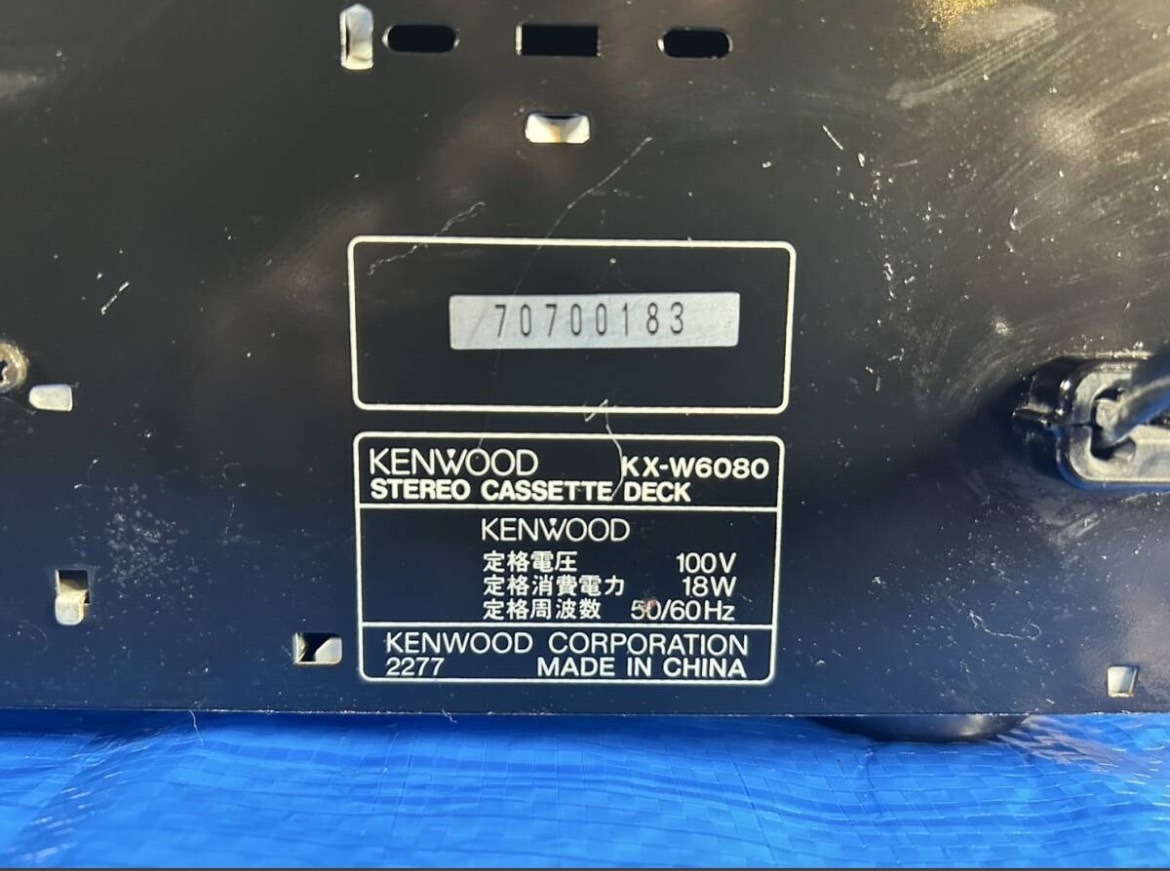 70700183
KENWOOD KX-W6080
STEREO CASSETTE DECK
KENWOOD
定格電圧 100V
定格消費電力 18W
定格周波数 50/60Hz
KENWOOD CORPORATION
2277 MADE IN CHINA